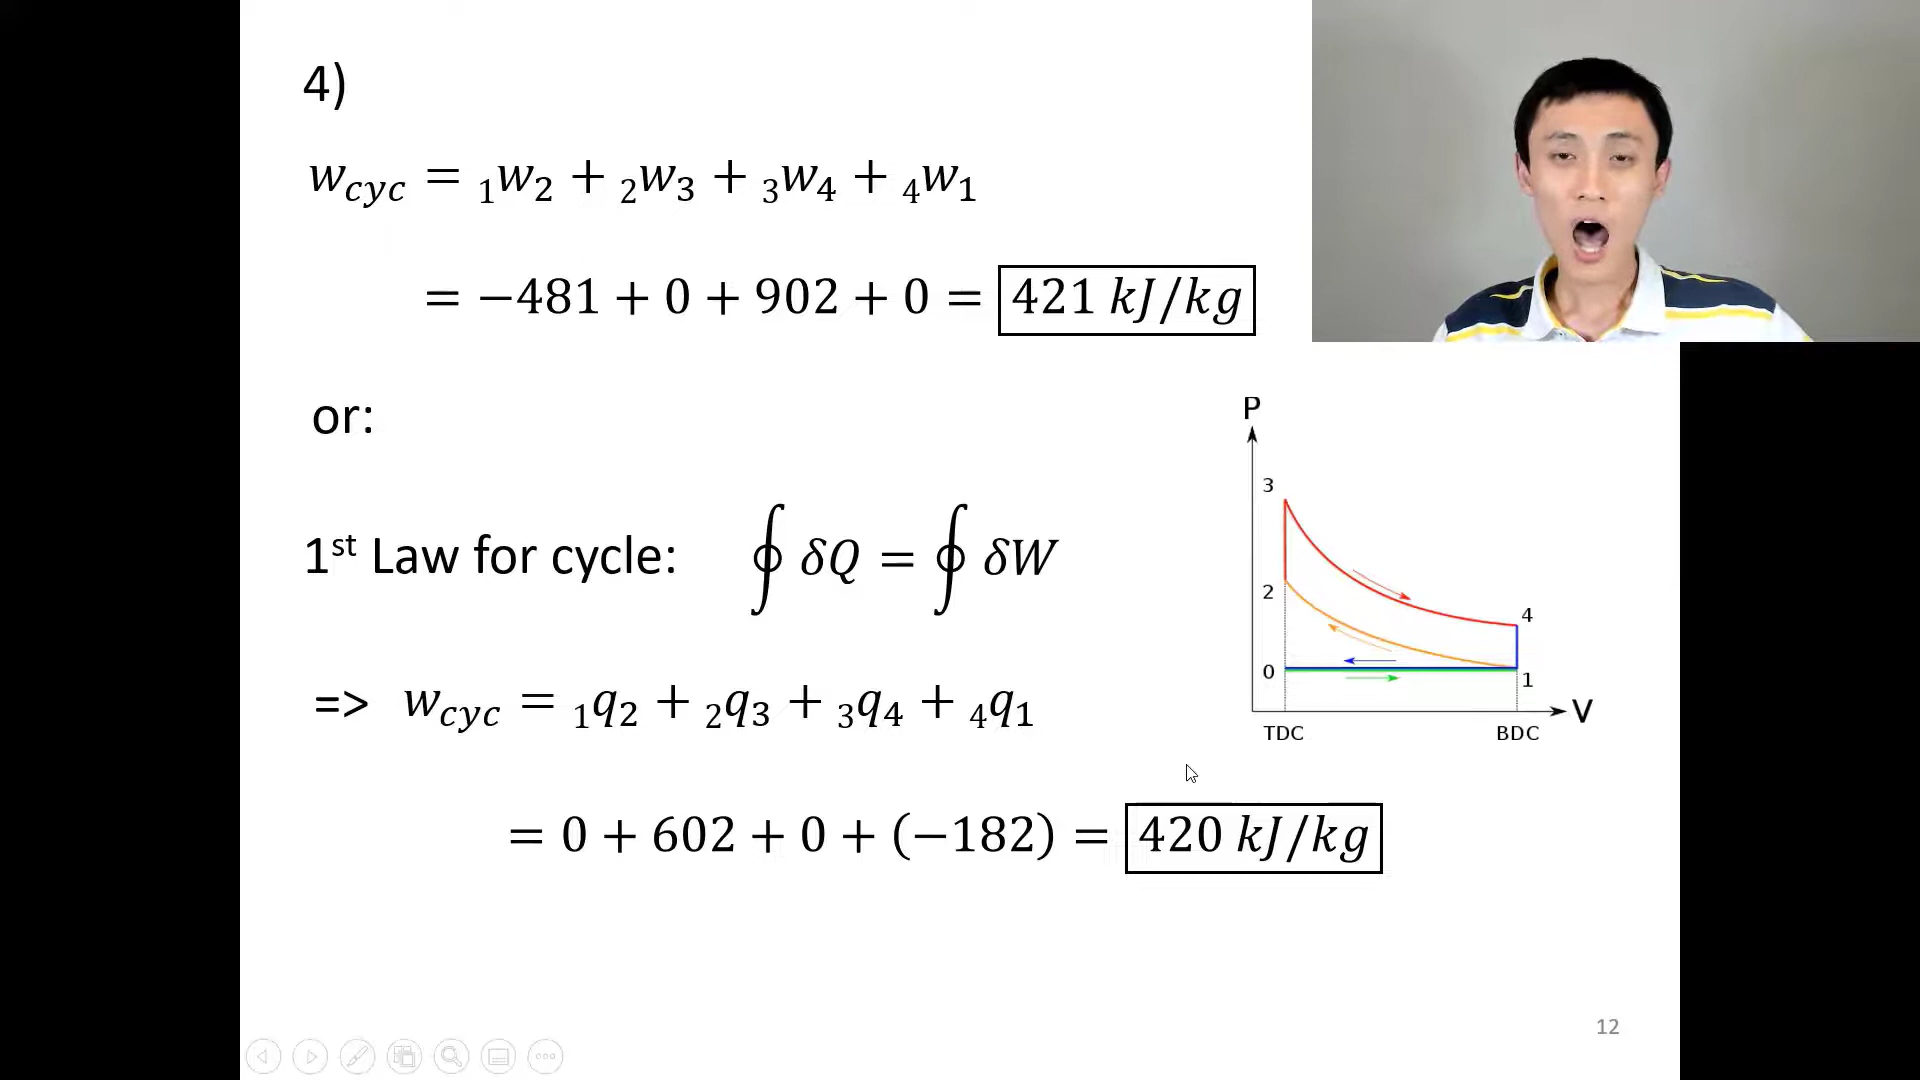 4)
w_cyc = ₁w₂ + ₂w₃ + ₃w₄ + ₄w₁
= −481 + 0 + 902 + 0 = 421 kJ/kg
or:
1st Law for cycle: ∮ δQ = ∮ δW
=> w_cyc = ₁q₂ + ₂q₃ + ₃q₄ + ₄q₁
= 0 + 602 + 0 + (−182) = 420 kJ/kg
P
3
2
4
0
1
V
TDC
BDC
12